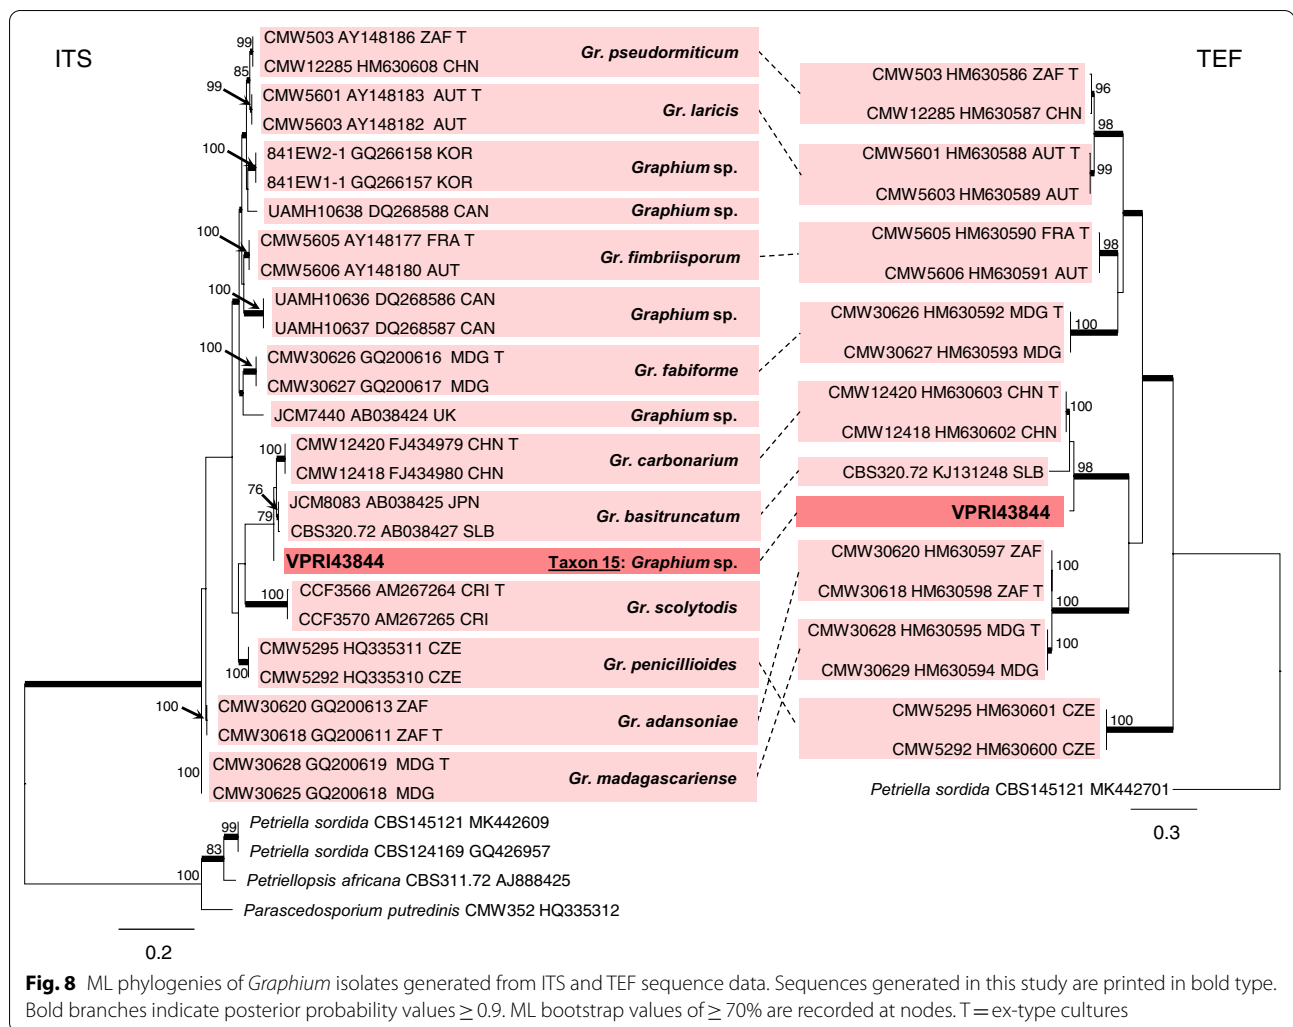 ITS
99
CMW503 AY148186 ZAF T
CMW12285 HM630608 CHN
Gr. pseudormiticum
85
99
CMW5601 AY148183 AUT T
CMW5603 AY148182 AUT
Gr. laricis
100
841EW2-1 GQ266158 KOR
841EW1-1 GQ266157 KOR
Graphium sp.
UAMH10638 DQ268588 CAN
Graphium sp.
100
CMW5605 AY148177 FRA T
CMW5606 AY148180 AUT
Gr. fimbriisporum
100
UAMH10636 DQ268586 CAN
UAMH10637 DQ268587 CAN
Graphium sp.
100
CMW30626 GQ200616 MDG T
CMW30627 GQ200617 MDG
Gr. fabiforme
JCM7440 AB038424 UK
Graphium sp.
100
CMW12420 FJ434979 CHN T
CMW12418 FJ434980 CHN
Gr. carbonarium
76
79
JCM8083 AB038425 JPN
CBS320.72 AB038427 SLB
Gr. basitruncatum
VPRI43844
Taxon 15: Graphium sp.
100
CCF3566 AM267264 CRI T
CCF3570 AM267265 CRI
Gr. scolytodis
100
CMW5295 HQ335311 CZE
CMW5292 HQ335310 CZE
Gr. penicillioides
100
CMW30620 GQ200613 ZAF
CMW30618 GQ200611 ZAF T
Gr. adansoniae
100
CMW30628 GQ200619 MDG T
CMW30625 GQ200618 MDG
Gr. madagascariense
99
Petriella sordida CBS145121 MK442609
Petriella sordida CBS124169 GQ426957
83
100
Petriellopsis africana CBS311.72 AJ888425
Parascedosporium putredinis CMW352 HQ335312
0.2
TEF
CMW503 HM630586 ZAF T
CMW12285 HM630587 CHN
96
98
CMW5601 HM630588 AUT T
CMW5603 HM630589 AUT
99
CMW5605 HM630590 FRA T
CMW5606 HM630591 AUT
98
CMW30626 HM630592 MDG T
CMW30627 HM630593 MDG
100
CMW12420 HM630603 CHN T
CMW12418 HM630602 CHN
100
CBS320.72 KJ131248 SLB
98
VPRI43844
CMW30620 HM630597 ZAF
CMW30618 HM630598 ZAF T
100
100
CMW30628 HM630595 MDG T
CMW30629 HM630594 MDG
100
CMW5295 HM630601 CZE
CMW5292 HM630600 CZE
100
Petriella sordida CBS145121 MK442701
0.3
Fig. 8 ML phylogenies of Graphium isolates generated from ITS and TEF sequence data. Sequences generated in this study are printed in bold type.
Bold branches indicate posterior probability values ≥ 0.9. ML bootstrap values of ≥ 70% are recorded at nodes. T = ex-type cultures